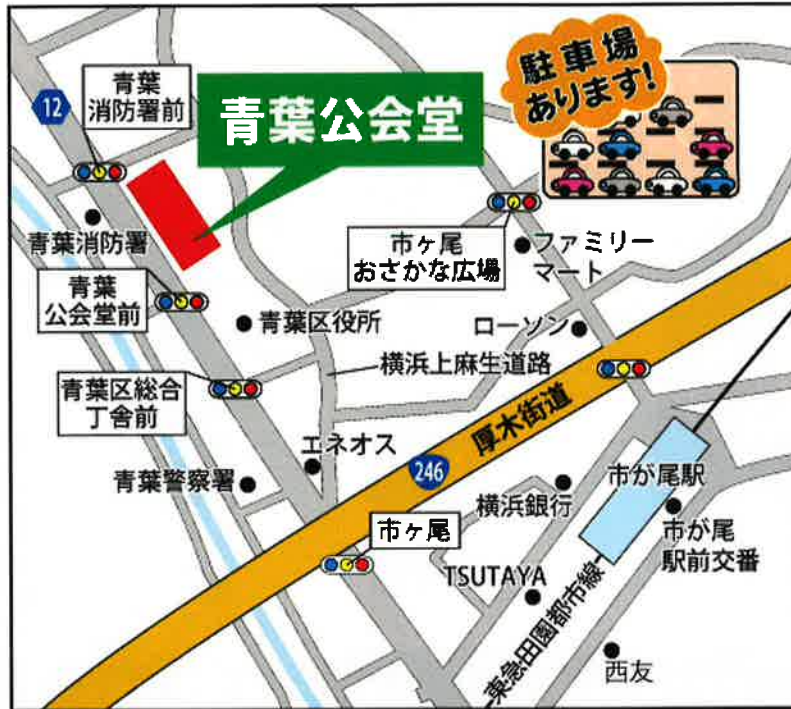 青葉
消防署前
12
青葉公会堂
駐車場
あります!
青葉消防署
市ヶ尾
おさかな広場
ファミリー
マート
青葉
公会堂前
青葉区役所
ローソン
横浜上麻生道路
青葉区総合
丁舎前
エネオス
厚木街道
246
青葉警察署
横浜銀行
市が尾駅
市ヶ尾
市が尾
駅前交番
TSUTAYA
東急田園都市線
西友